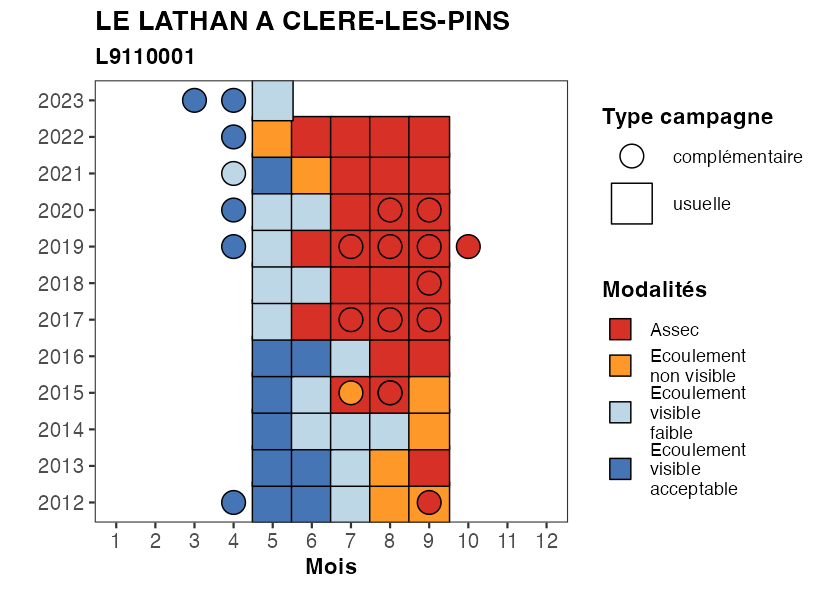 LE LATHAN A CLERE-LES-PINS
L9110001
2023
2022
2021
2020
2019
2018
2017
2016
2015
2014
2013
2012
1 2 3 4 5 6 7 8 9 10 11 12
Mois
Type campagne
complémentaire
usuelle
Modalités
Assec
Ecoulement
non visible
Ecoulement
visible
faible
Ecoulement
visible
acceptable